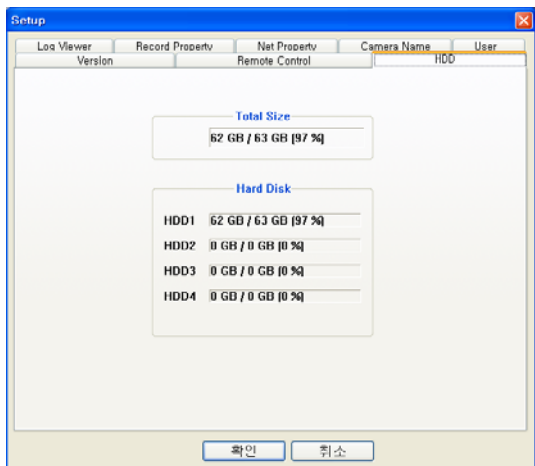 Setup
Log Viewer Record Property Net Property Camera Name User
Version Remote Control HDD
Total Size
62 GB / 63 GB (97 %)
Hard Disk
HDD1 62 GB / 63 GB (97 %)
HDD2 0 GB / 0 GB (0 %)
HDD3 0 GB / 0 GB (0 %)
HDD4 0 GB / 0 GB (0 %)
확인 취소